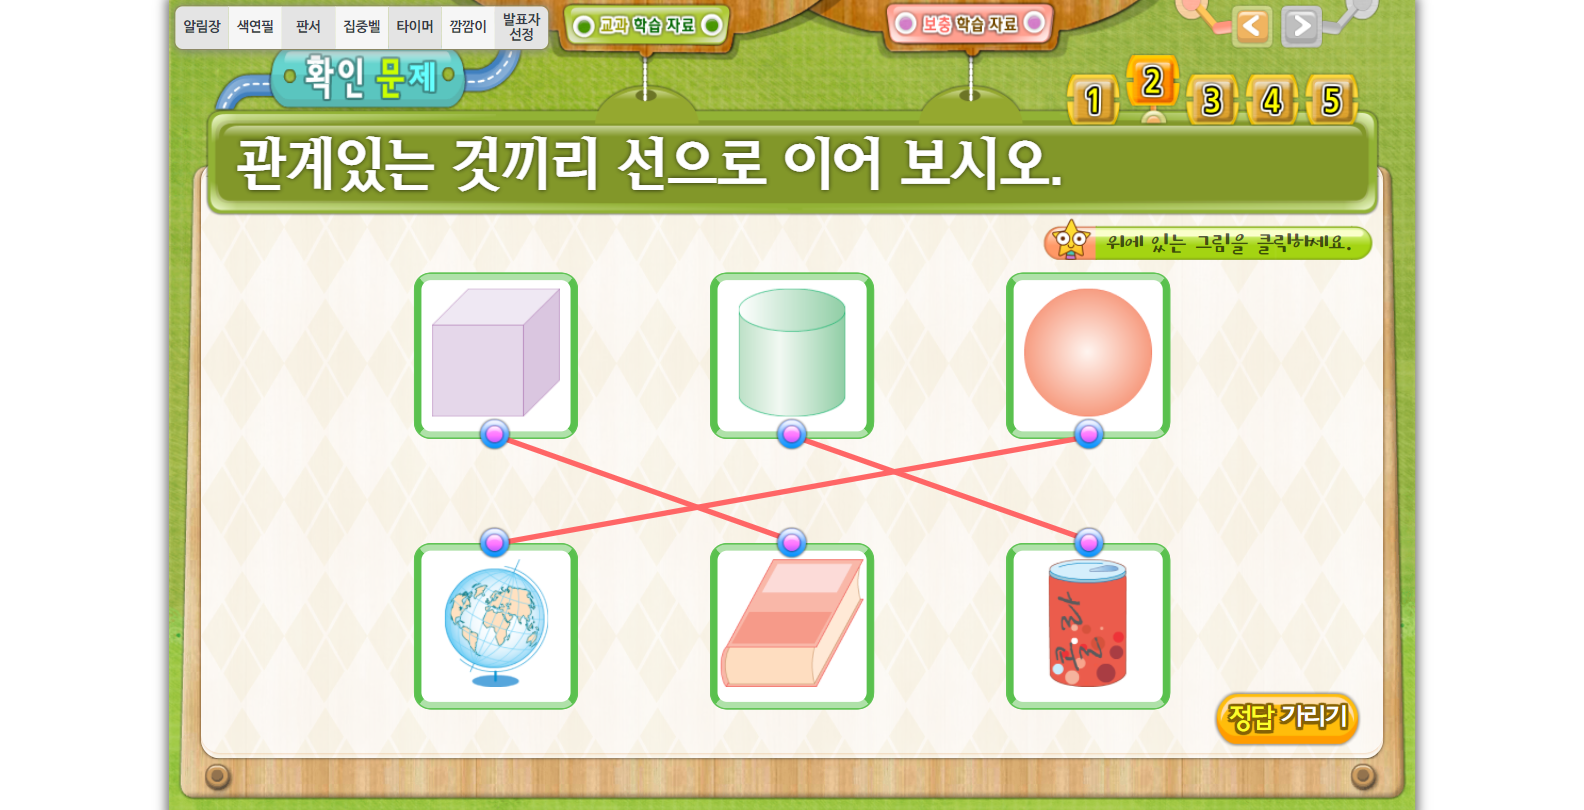 알림장 색연필 판서 집중벨 타이머 깜깜이 발표자
선정
교과 학습 자료
보충 학습 자료
확인 문제
1 2 3 4 5
관계있는 것끼리 선으로 이어 보시오.
위에 있는 그림을 클릭하세요.
설탕
정답 가리기